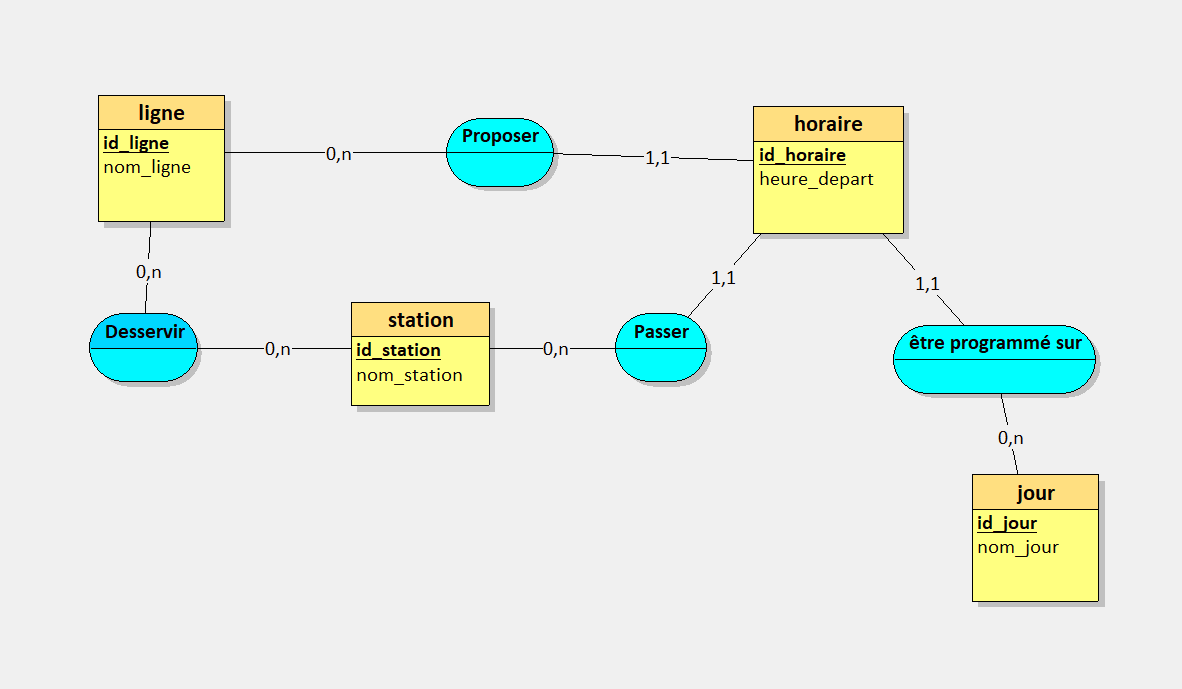 ligne
id_ligne
nom_ligne
0,n
Proposer
1,1
horaire
id_horaire
heure_depart
0,n
Desservir
0,n
station
id_station
nom_station
0,n
Passer
1,1
1,1
être programmé sur
0,n
jour
id_jour
nom_jour